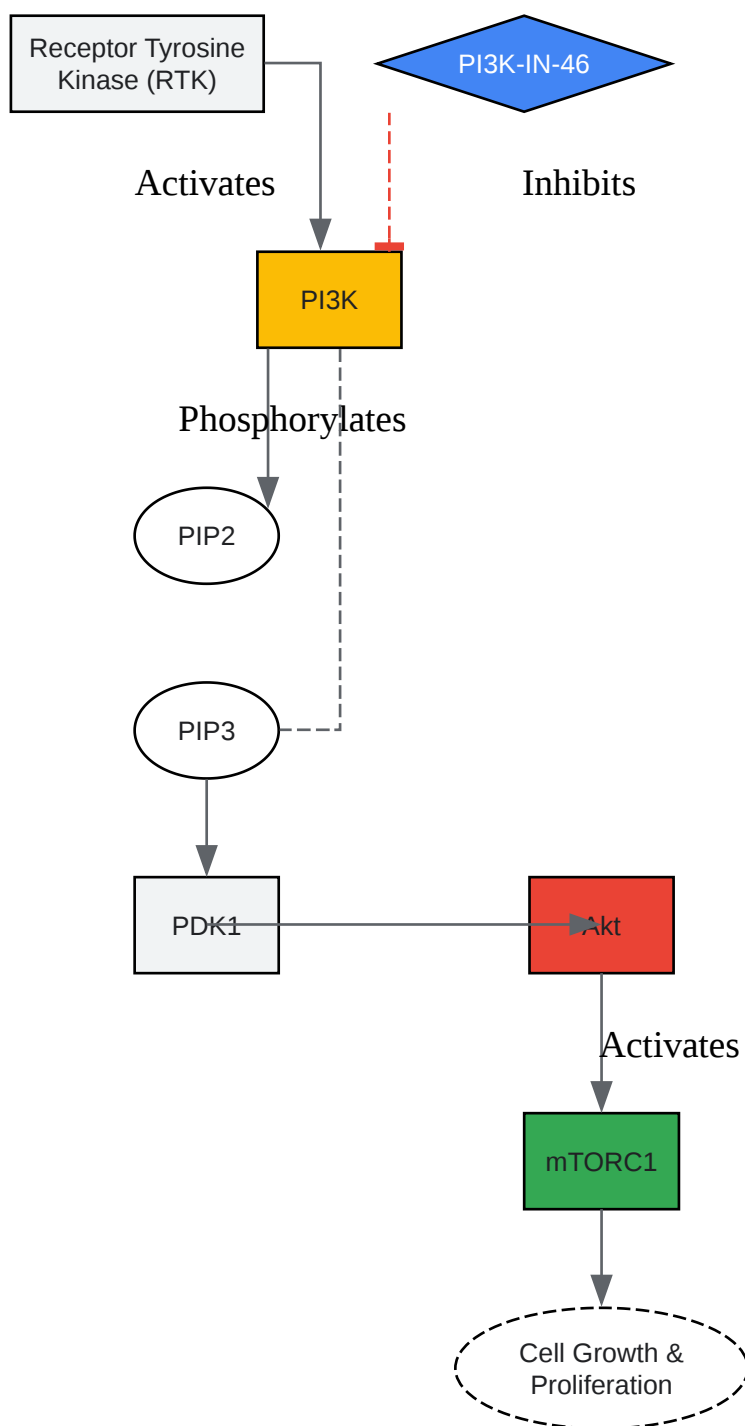 Receptor Tyrosine
Kinase (RTK)
PI3K-IN-46
Activates
Inhibits
PI3K
Phosphorylates
PIP2
PIP3
PDK1
Akt
Activates
mTORC1
Cell Growth &
Proliferation